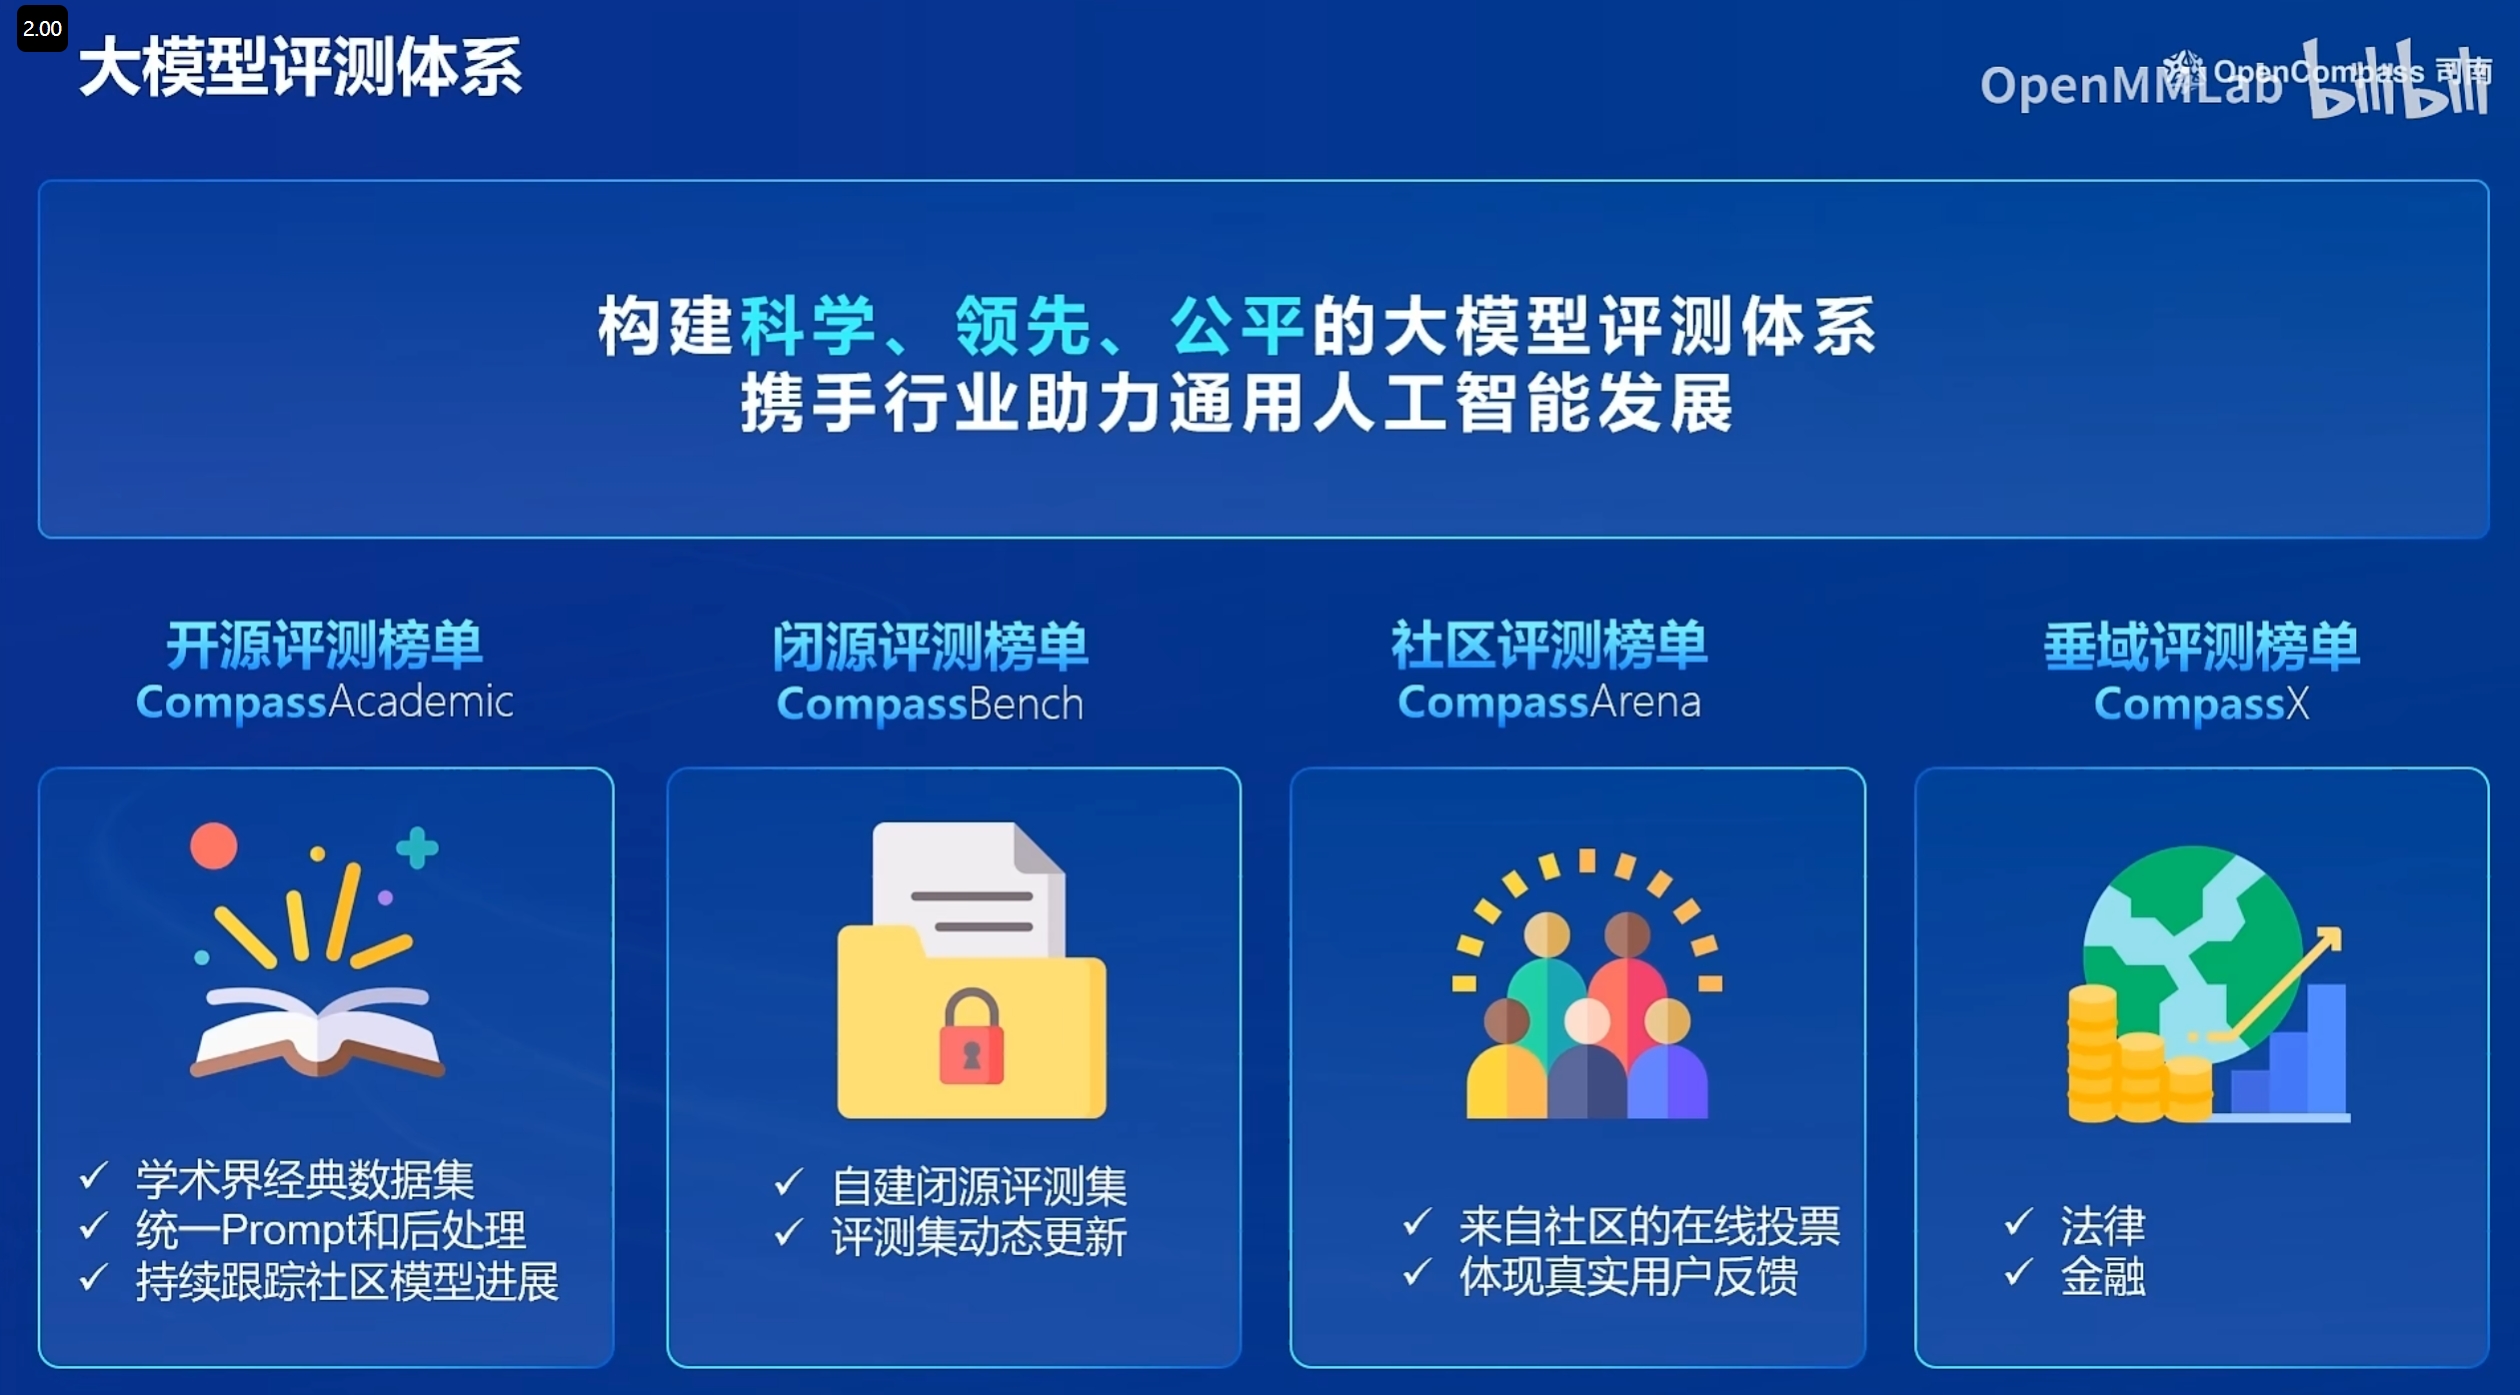 2.00
大模型评测体系
OpenMMLab bilibili
OpenCompass 司南
构建科学、领先、公平的大模型评测体系
携手行业助力通用人工智能发展
开源评测榜单
CompassAcademic
学术界经典数据集
统一Prompt和后处理
持续跟踪社区模型进展
闭源评测榜单
CompassBench
自建闭源评测集
评测集动态更新
社区评测榜单
CompassArena
来自社区的在线投票
体现真实用户反馈
垂域评测榜单
CompassX
法律
金融